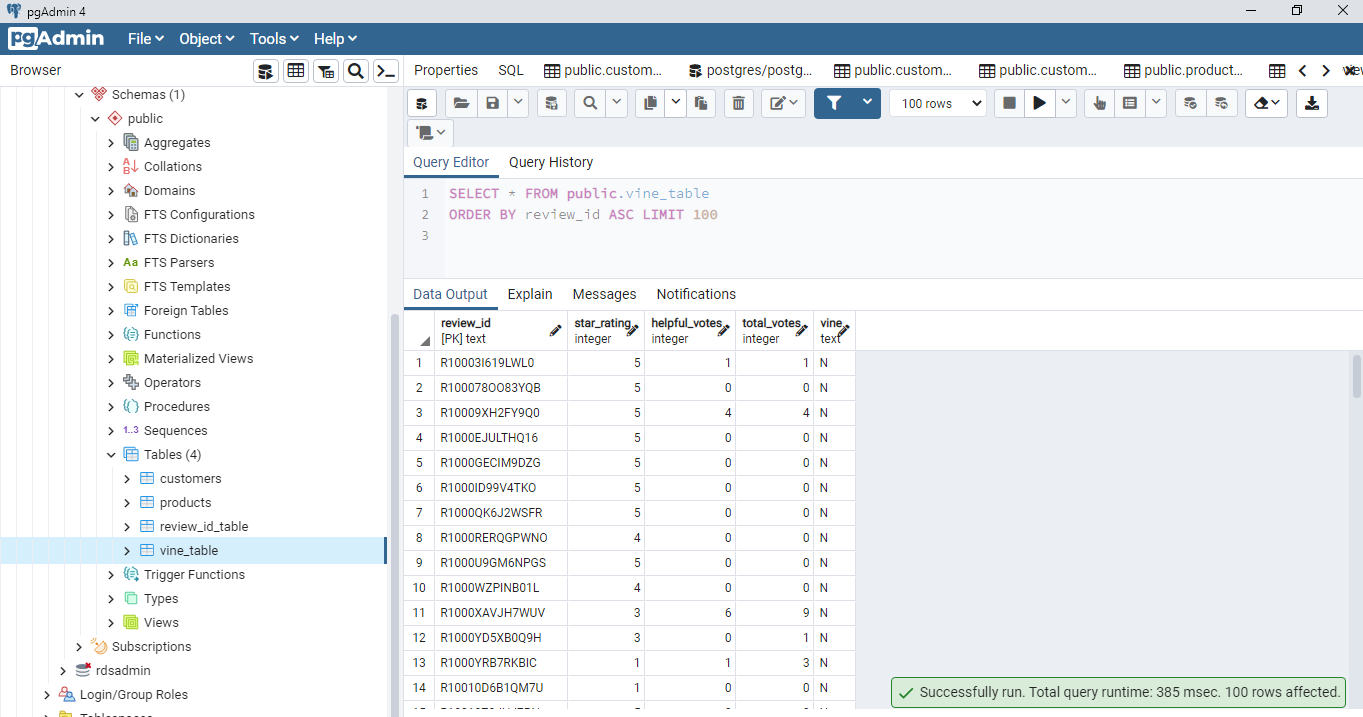 pgAdmin 4
pgAdmin File Object Tools Help
Browser
Properties SQL public.custom... postgres/postg... public.custom... public.custom... public.product...
100 rows
Schemas (1)
public
Aggregates
Collations
Domains
FTS Configurations
FTS Dictionaries
Aa FTS Parsers
FTS Templates
Foreign Tables
Functions
Materialized Views
Operators
Procedures
1..3 Sequences
Tables (4)
customers
products
review_id_table
vine_table
Trigger Functions
Types
Views
Subscriptions
rdsadmin
Login/Group Roles
Query Editor Query History
1 SELECT * FROM public.vine_table
2 ORDER BY review_id ASC LIMIT 100
3
Data Output Explain Messages Notifications
review_id star_rating helpful_votes total_votes vine
[PK] text integer integer integer text
1 R10003I619LWL0 5 1 1 N
2 R100078OO83YQB 5 0 0 N
3 R10009XH2FY9Q0 5 4 4 N
4 R1000EJULTHQ16 5 0 0 N
5 R1000GECIM9DZG 5 0 0 N
6 R1000ID99V4TKO 5 0 0 N
7 R1000QK6J2WSFR 5 0 0 N
8 R1000RERQGPWNO 4 0 0 N
9 R1000U9GM6NPGS 5 0 0 N
10 R1000WZPINB01L 4 0 0 N
11 R1000XAVJH7WUV 3 6 9 N
12 R1000YD5XB0Q9H 3 0 1 N
13 R1000YRB7RKBIC 1 1 3 N
14 R10010D6B1QM7U 1 0 0 N
Successfully run. Total query runtime: 385 msec. 100 rows affected.